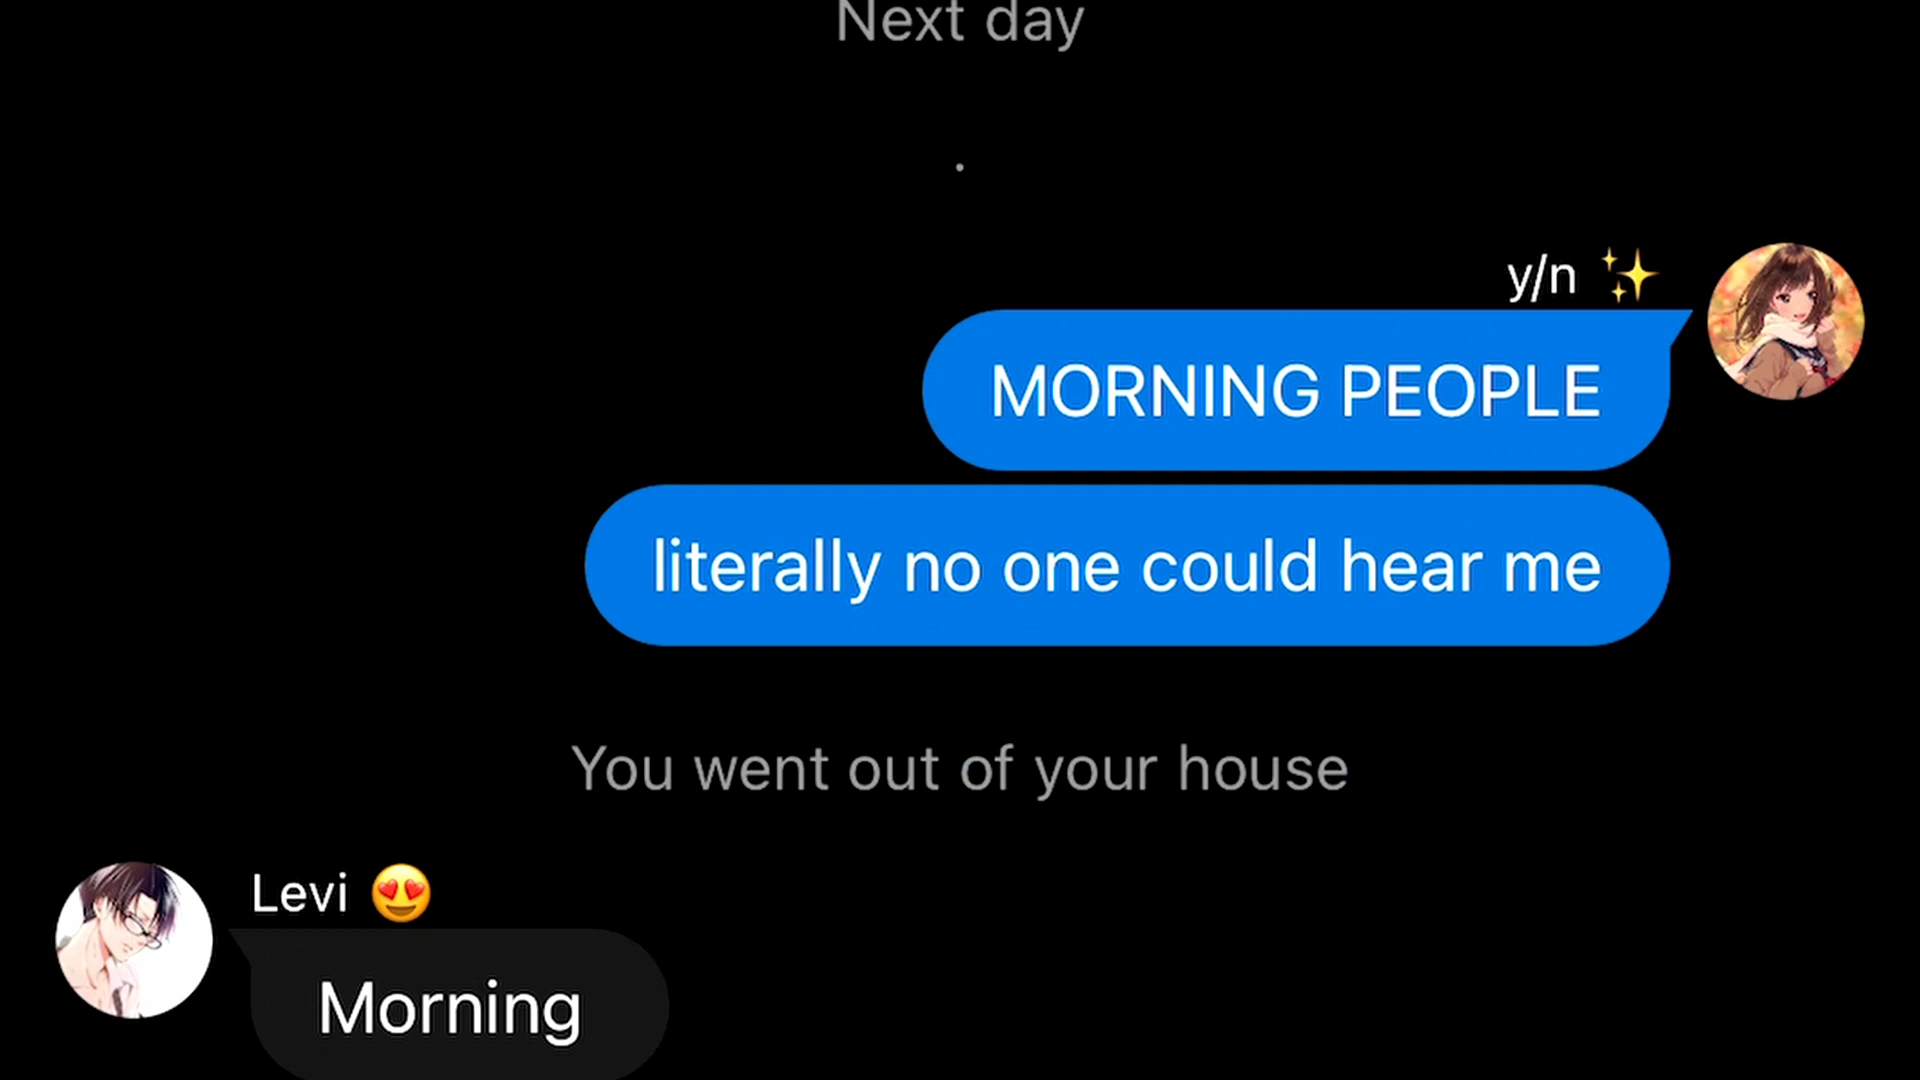 Next day
.
y/n ✨
MORNING PEOPLE
literally no one could hear me
You went out of your house
Levi 😍
Morning